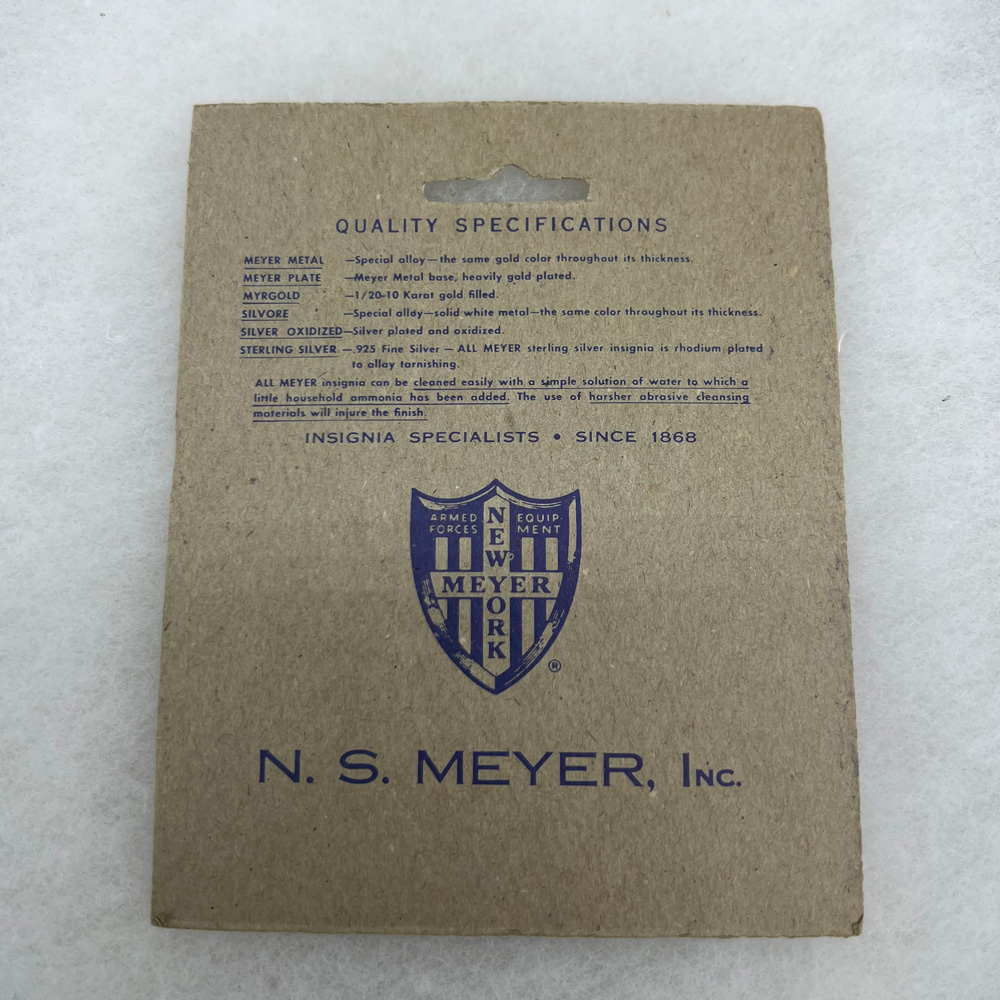 QUALITY SPECIFICATIONS
MEYER METAL —Special alloy—the same gold color throughout its thickness.
MEYER PLATE —Meyer Metal base, heavily gold plated.
MYRGOLD —1/20-10 Karat gold filled.
SILVORE —Special alloy—solid white metal—the same color throughout its thickness.
SILVER OXIDIZED—Silver plated and oxidized.
STERLING SILVER —.925 Fine Silver — ALL MEYER sterling silver insignia is rhodium plated
to allay tarnishing.
ALL MEYER insignia can be cleaned easily with a simple solution of water to which a
little household ammonia has been added. The use of harsher abrasive cleansing
materials will injure the finish.
INSIGNIA SPECIALISTS • SINCE 1868
ARMED FORCES
EQUIP-
MENT
NEW YORK
MEYER
®
N. S. MEYER, INC.